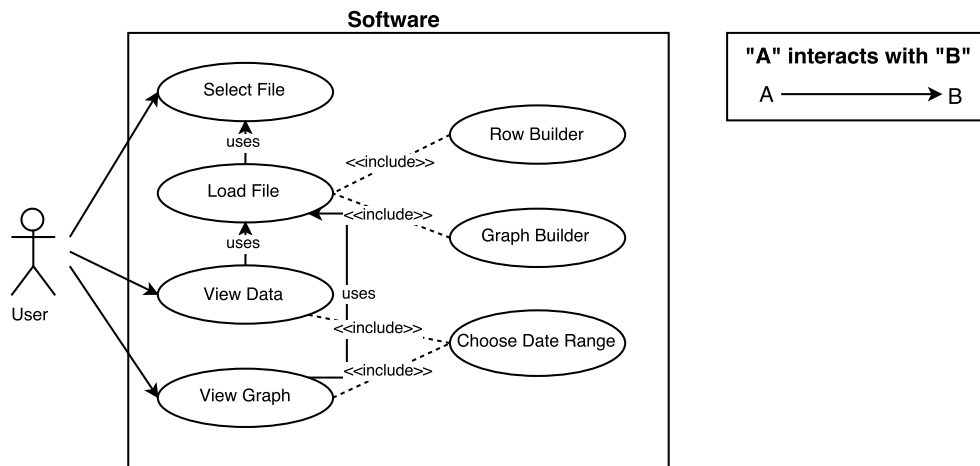 Software
"A" interacts with "B"
A
B
Select File
uses
Load File
uses
View Data
View Graph
uses
<<include>>
<<include>>
<<include>>
<<include>>
Row Builder
Graph Builder
Choose Date Range
User